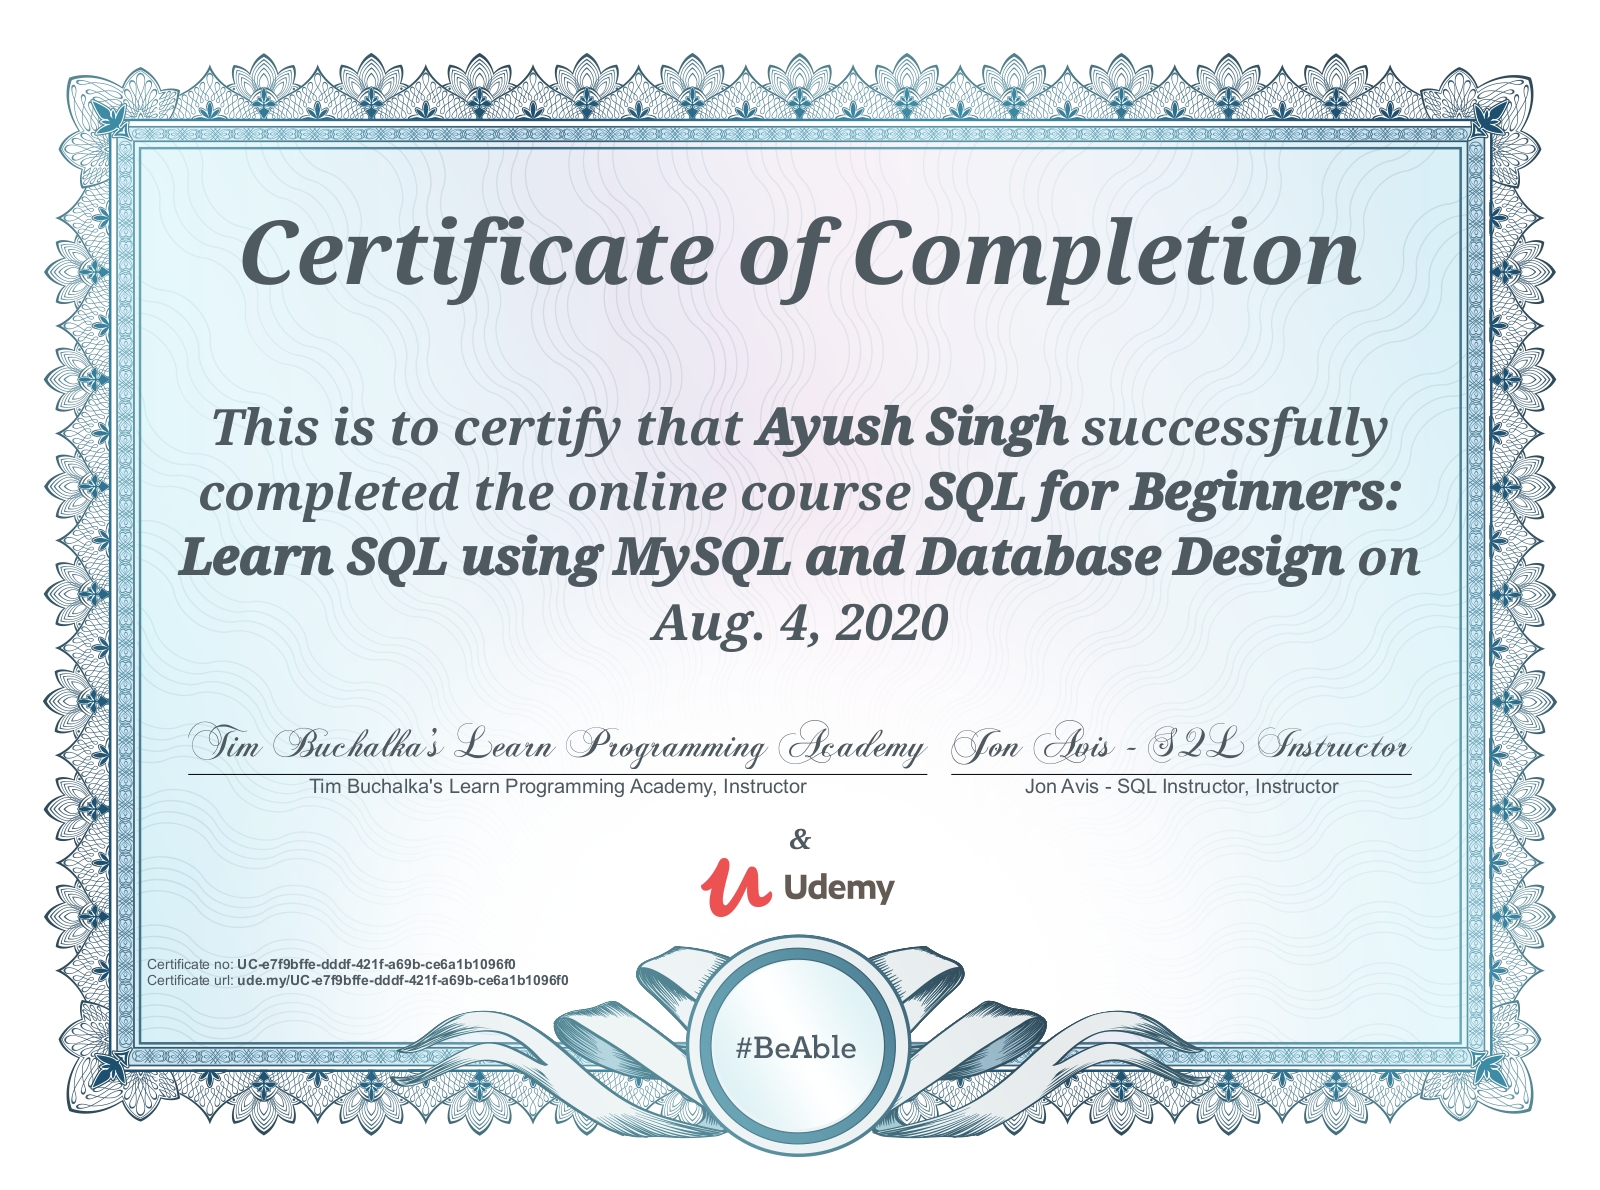 Certificate of Completion
This is to certify that Ayush Singh successfully
completed the online course SQL for Beginners:
Learn SQL using MySQL and Database Design on
Aug. 4, 2020
Tim Buchalka's Learn Programming Academy Jon Avis - SQL Instructor
Tim Buchalka's Learn Programming Academy, Instructor Jon Avis - SQL Instructor, Instructor
&
Udemy
Certificate no: UC-e7f9bffe-dddf-421f-a69b-ce6a1b1096f0
Certificate url: ude.my/UC-e7f9bffe-dddf-421f-a69b-ce6a1b1096f0
#BeAble